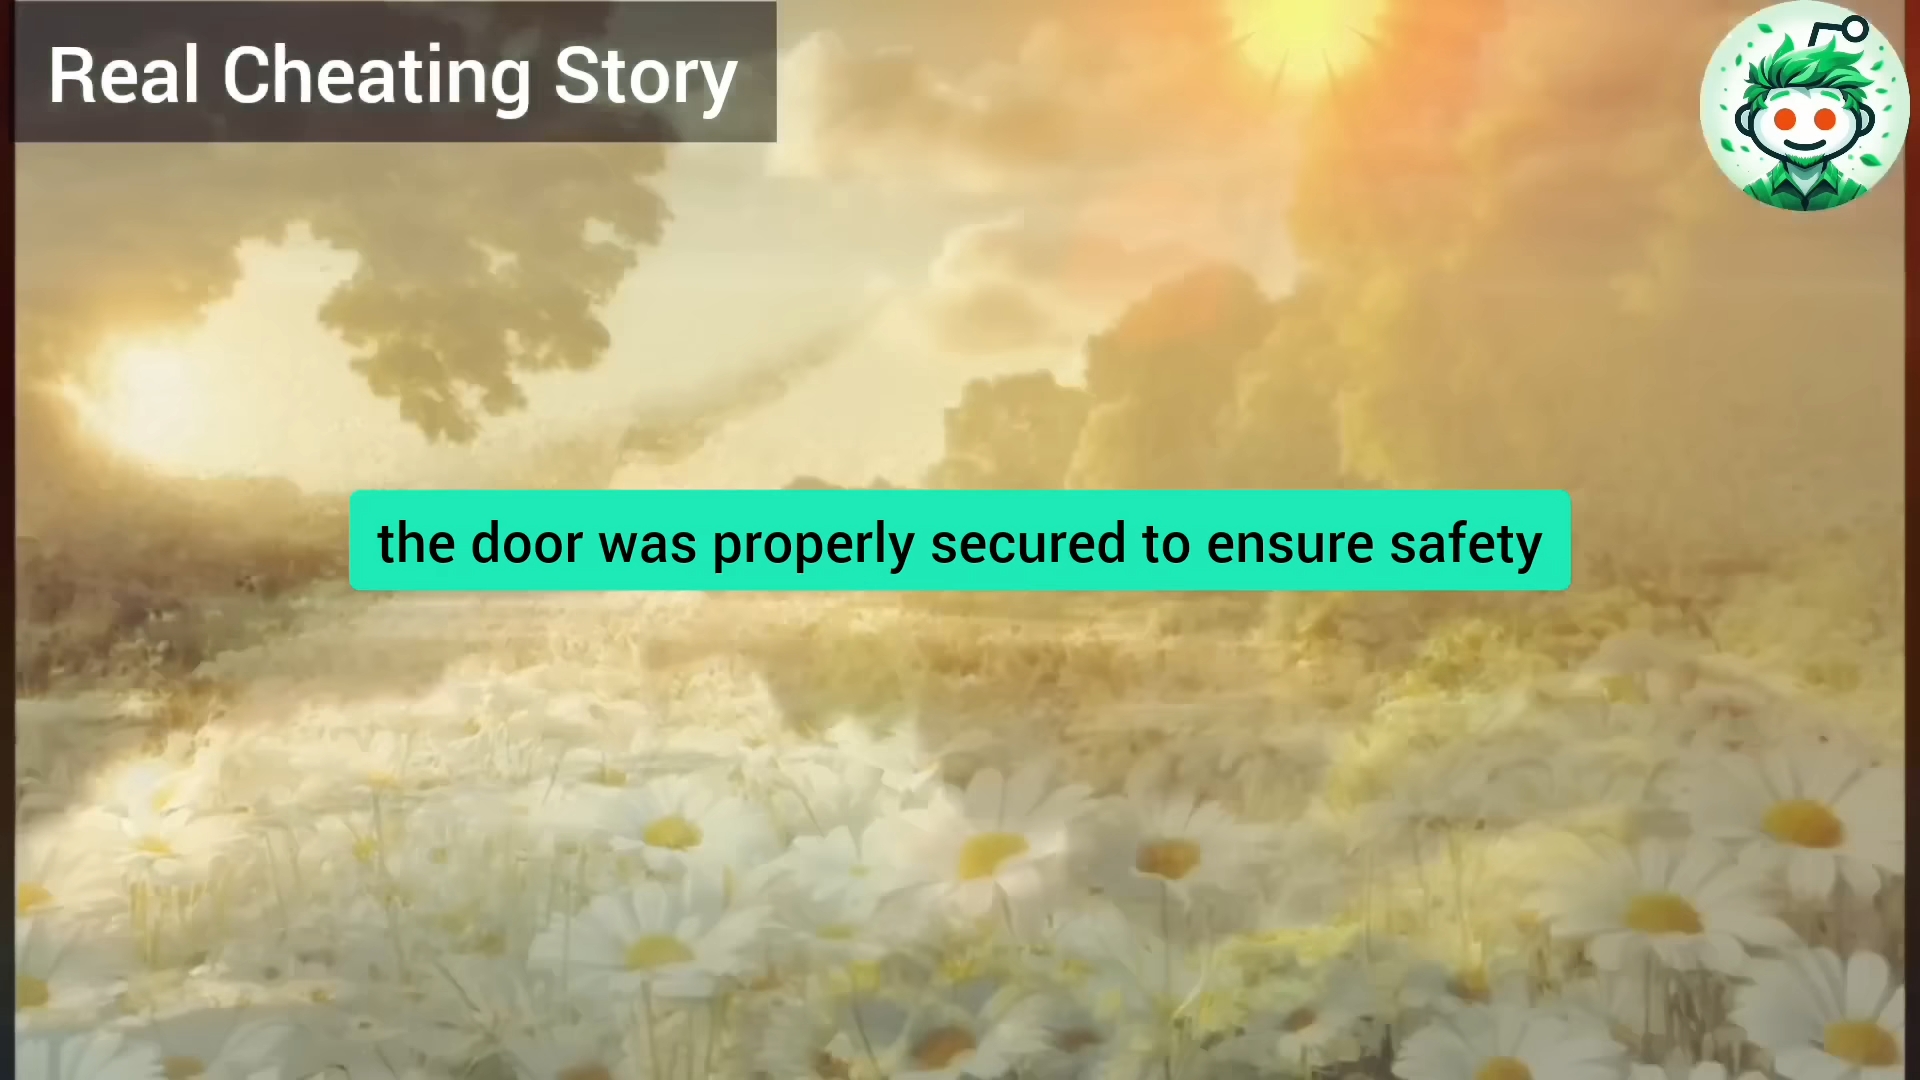 Real Cheating Story
the door was properly secured to ensure safety